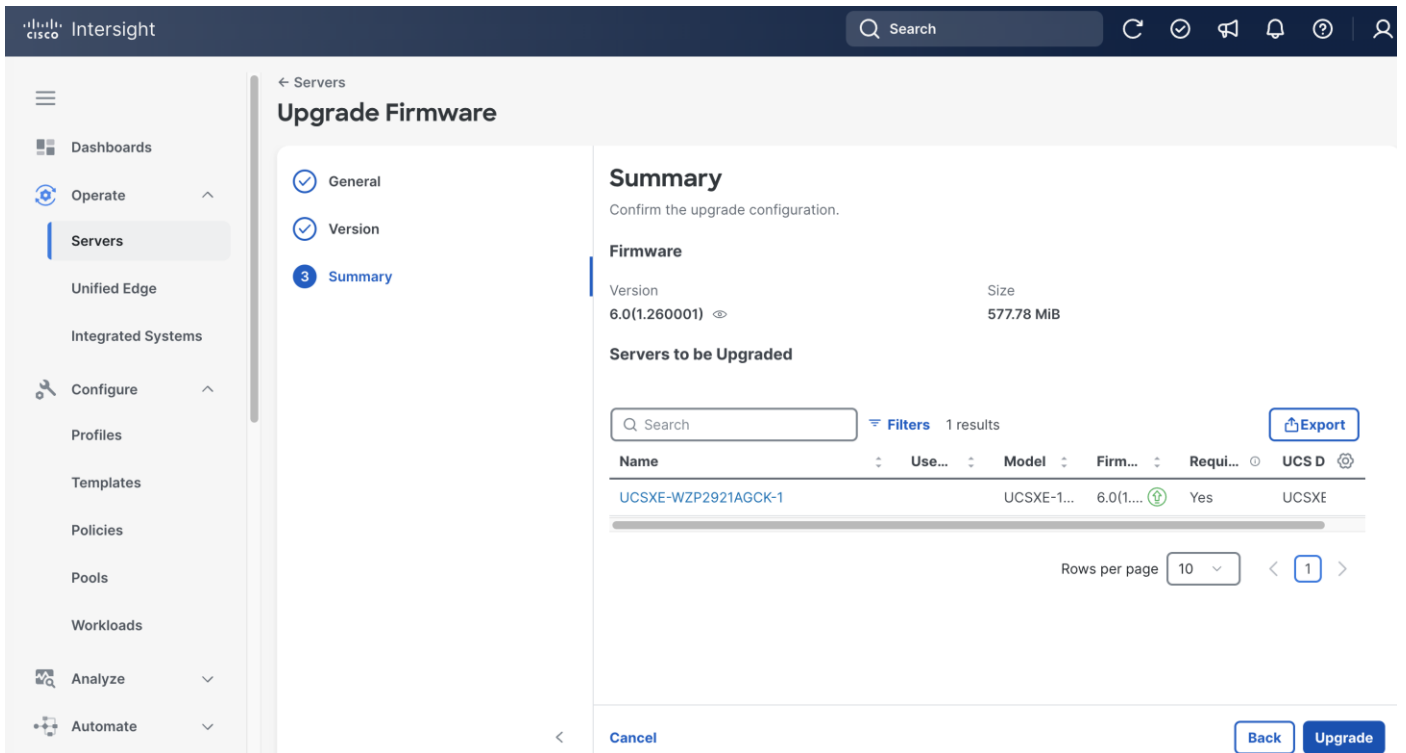 cisco Intersight
Search
← Servers
Upgrade Firmware
Dashboards
Operate
Servers
Unified Edge
Integrated Systems
Configure
Profiles
Templates
Policies
Pools
Workloads
Analyze
Automate
General
Version
3 Summary
Summary
Confirm the upgrade configuration.
Firmware
Version Size
6.0(1.260001) 577.78 MiB
Servers to be Upgraded
Search Filters 1 results Export
Name Use... Model Firm... Requi... UCS D
UCSXE-WZP2921AGCK-1 UCSXE-1... 6.0(1.... Yes UCSXE
Rows per page 10 1
Cancel Back Upgrade